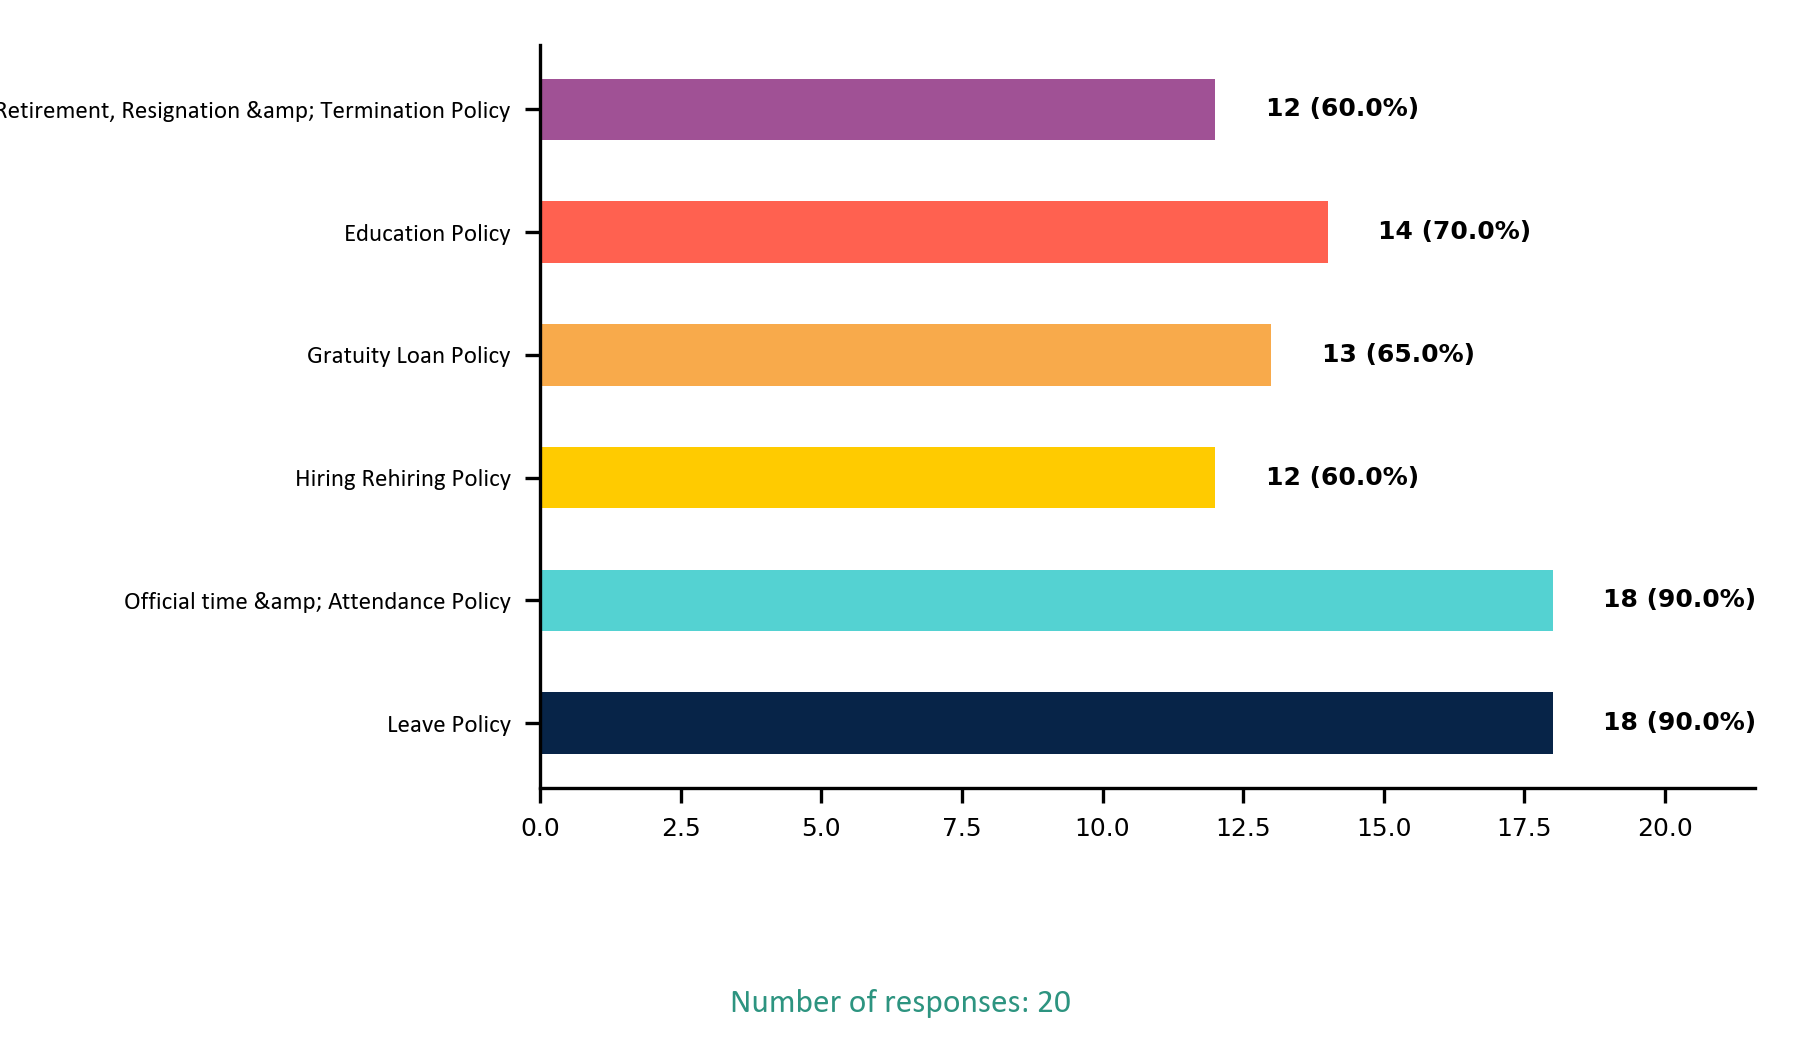 Retirement, Resignation &amp; Termination Policy
12 (60.0%)
Education Policy
14 (70.0%)
Gratuity Loan Policy
13 (65.0%)
Hiring Rehiring Policy
12 (60.0%)
Official time &amp; Attendance Policy
18 (90.0%)
Leave Policy
18 (90.0%)
0.0 2.5 5.0 7.5 10.0 12.5 15.0 17.5 20.0
Number of responses: 20